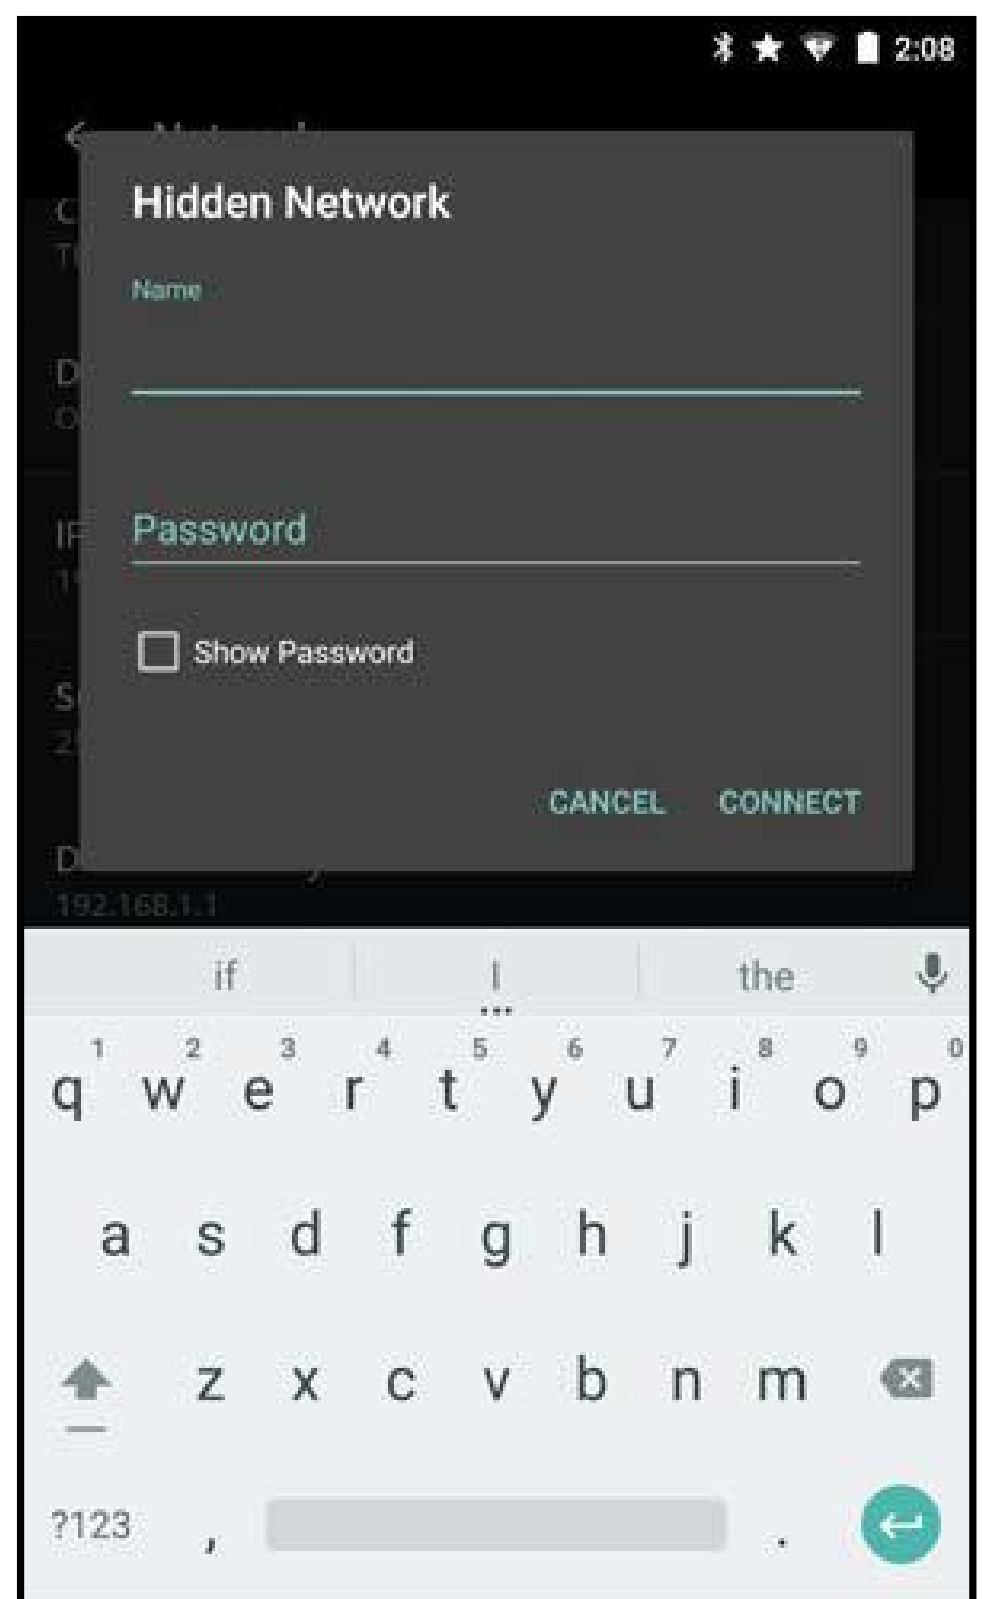 2:08
Hidden Network
Name
Password
Show Password
CANCEL CONNECT
192.168.1.1
if I the
1 2 3 4 5 6 7 8 9 0
q w e r t y u i o p
a s d f g h j k l
z x c v b n m
?123 , .